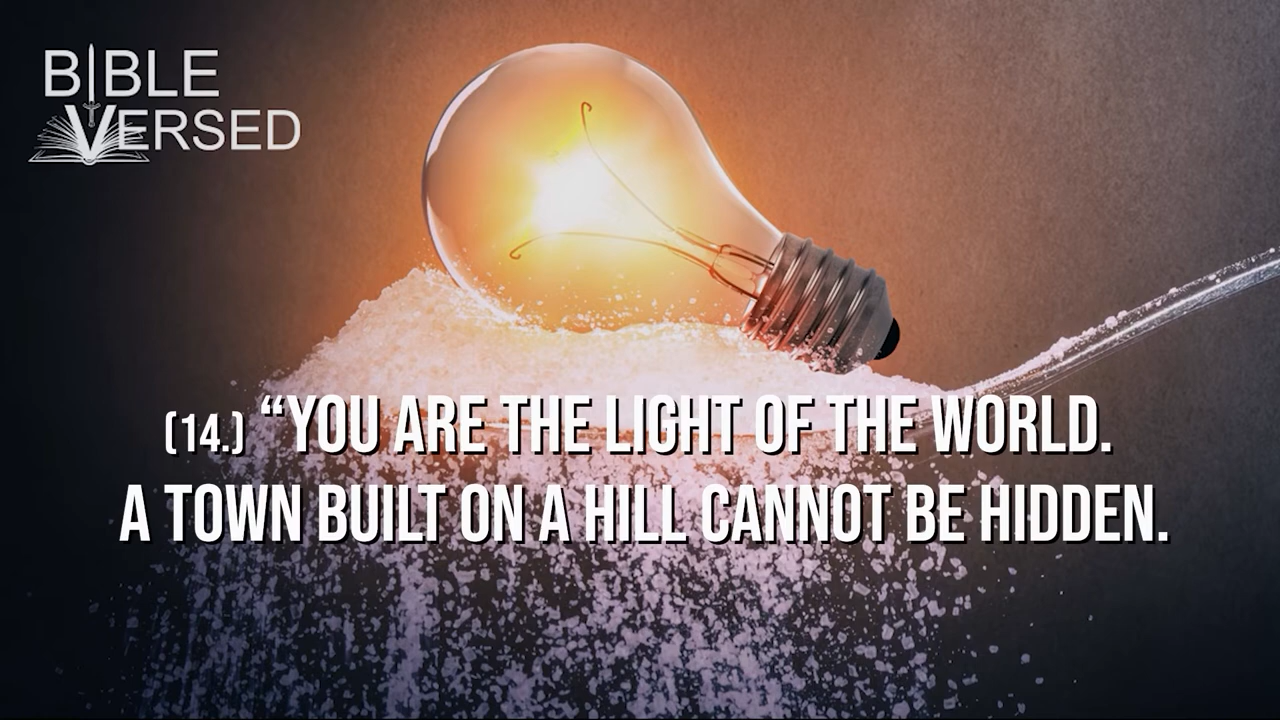 BIBLE
VERSED
(14.) “YOU ARE THE LIGHT OF THE WORLD.
A TOWN BUILT ON A HILL CANNOT BE HIDDEN.